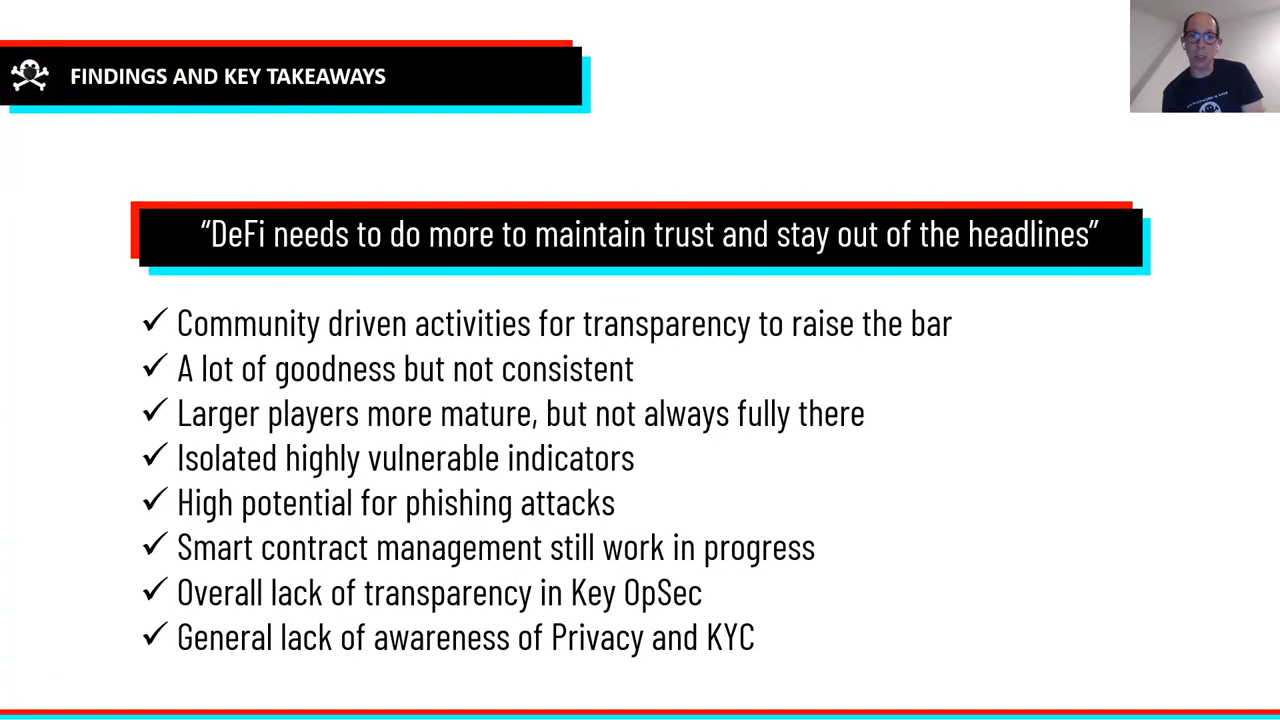 FINDINGS AND KEY TAKEAWAYS
“DeFi needs to do more to maintain trust and stay out of the headlines”
✓ Community driven activities for transparency to raise the bar
✓ A lot of goodness but not consistent
✓ Larger players more mature, but not always fully there
✓ Isolated highly vulnerable indicators
✓ High potential for phishing attacks
✓ Smart contract management still work in progress
✓ Overall lack of transparency in Key OpSec
✓ General lack of awareness of Privacy and KYC